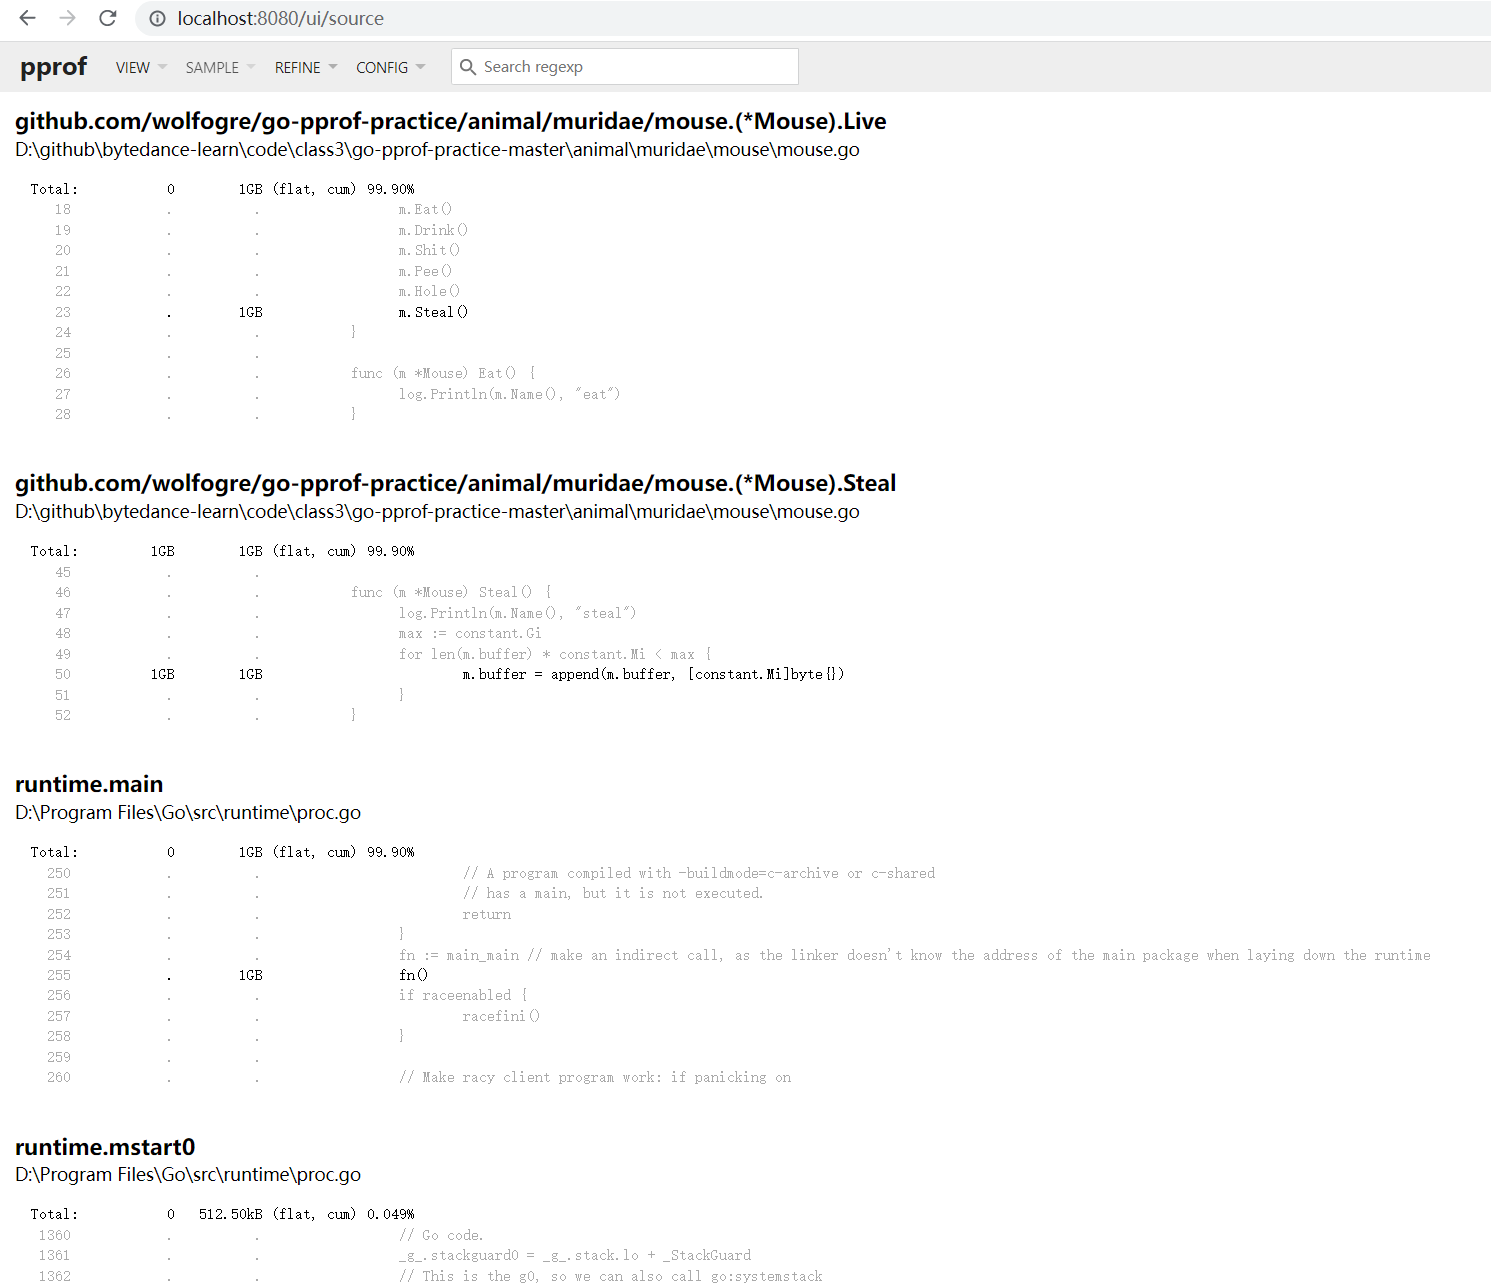 localhost:8080/ui/source
pprof VIEW SAMPLE REFINE CONFIG Search regexp
github.com/wolfogre/go-pprof-practice/animal/muridae/mouse.(*Mouse).Live
D:\github\bytedance-learn\code\class3\go-pprof-practice-master\animal\muridae\mouse\mouse.go
Total: 0 1GB (flat, cum) 99.90%
18 . . m.Eat()
19 . . m.Drink()
20 . . m.Shit()
21 . . m.Pee()
22 . . m.Hole()
23 . 1GB m.Steal()
24 . . }
25 . .
26 . . func (m *Mouse) Eat() {
27 . . log.Println(m.Name(), "eat")
28 . . }
github.com/wolfogre/go-pprof-practice/animal/muridae/mouse.(*Mouse).Steal
D:\github\bytedance-learn\code\class3\go-pprof-practice-master\animal\muridae\mouse\mouse.go
Total: 1GB 1GB (flat, cum) 99.90%
45 . .
46 . . func (m *Mouse) Steal() {
47 . . log.Println(m.Name(), "steal")
48 . . max := constant.Gi
49 . . for len(m.buffer) * constant.Mi < max {
50 1GB 1GB m.buffer = append(m.buffer, [constant.Mi]byte{})
51 . . }
52 . . }
runtime.main
D:\Program Files\Go\src\runtime\proc.go
Total: 0 1GB (flat, cum) 99.90%
250 . . // A program compiled with -buildmode=c-archive or c-shared
251 . . // has a main, but it is not executed.
252 . . return
253 . . }
254 . . fn := main_main // make an indirect call, as the linker doesn't know the address of the main package when laying down the runtime
255 . 1GB fn()
256 . . if raceenabled {
257 . . racefini()
258 . . }
259 . .
260 . . // Make racy client program work: if panicking on
runtime.mstart0
D:\Program Files\Go\src\runtime\proc.go
Total: 0 512.50kB (flat, cum) 0.049%
1360 . . // Go code.
1361 . . _g_.stackguard0 = _g_.stack.lo + _StackGuard
1362 . . // This is the g0, so we can also call go:systemstack